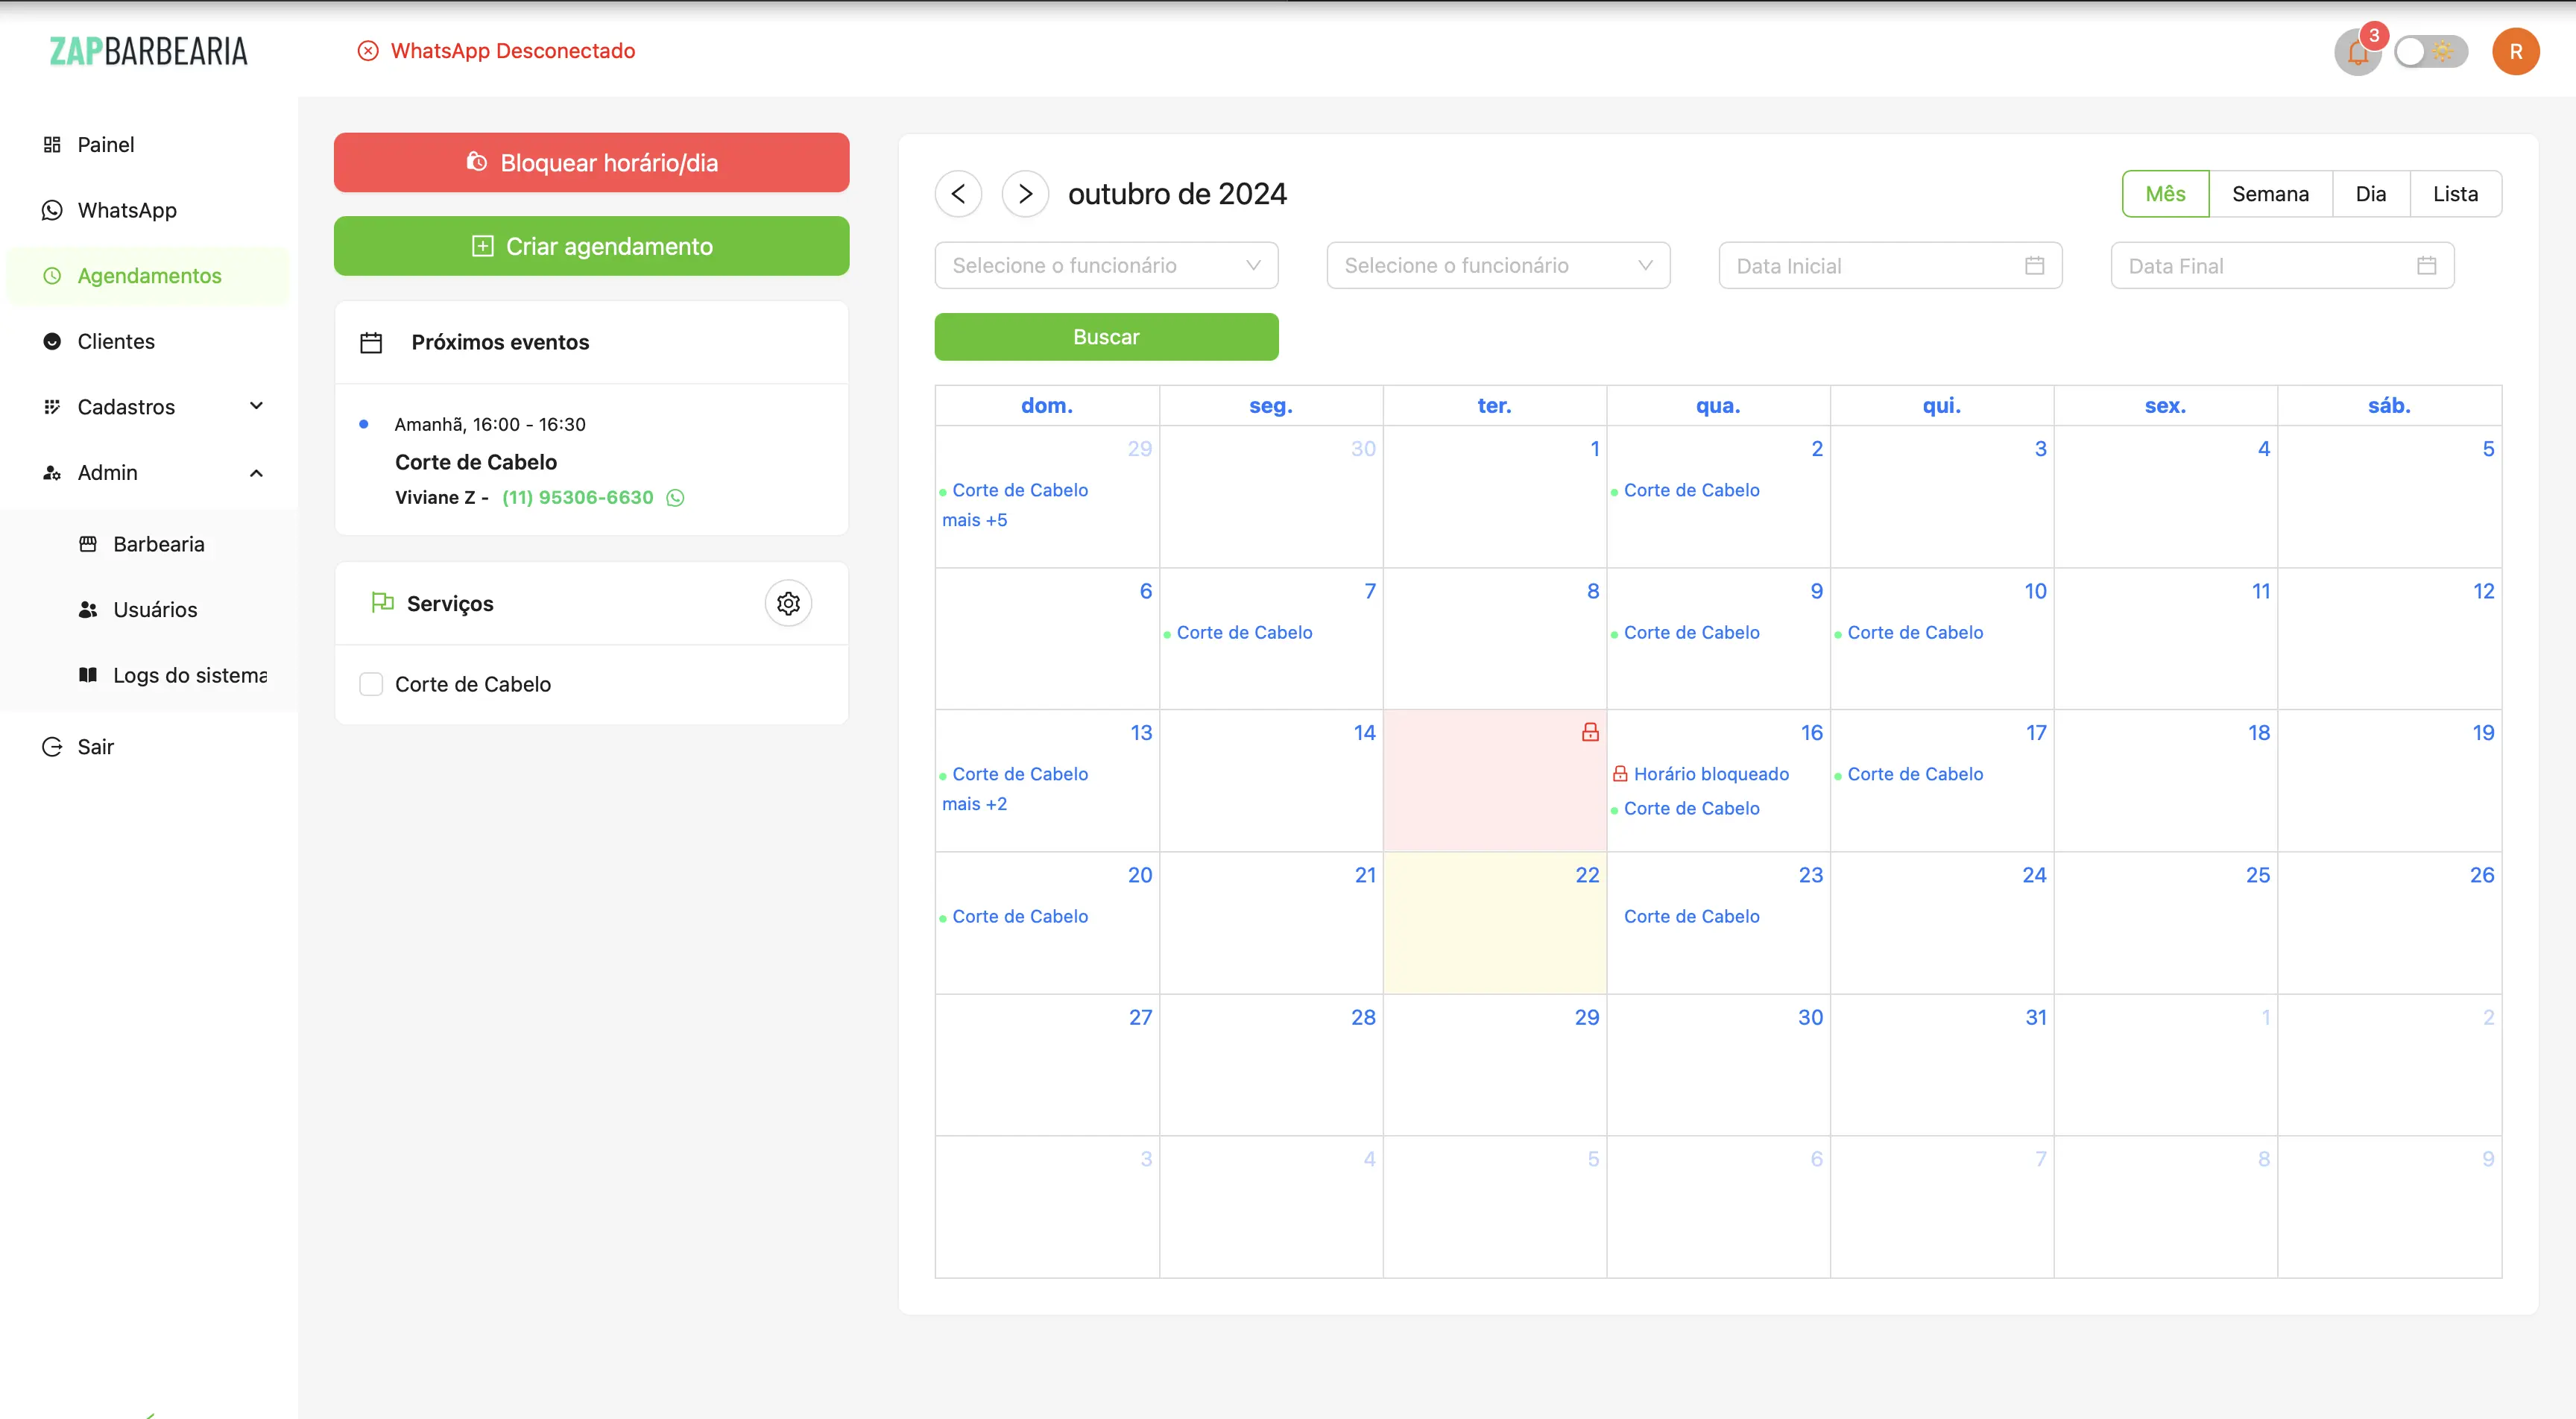 ZAPBARBEARIA
WhatsApp Desconectado
3
R
Painel
WhatsApp
Agendamentos
Clientes
Cadastros
Admin
Barbearia
Usuários
Logs do sistema
Sair
Bloquear horário/dia
Criar agendamento
Próximos eventos
Amanhã, 16:00 - 16:30
Corte de Cabelo
Viviane Z - (11) 95306-6630
Serviços
Corte de Cabelo
outubro de 2024
Mês Semana Dia Lista
Selecione o funcionário Selecione o funcionário Data Inicial Data Final
Buscar
dom. seg. ter. qua. qui. sex. sáb.
29 30 1 2 3 4 5
Corte de Cabelo Corte de Cabelo
mais +5
6 7 8 9 10 11 12
Corte de Cabelo Corte de Cabelo Corte de Cabelo
13 14 16 17 18 19
Corte de Cabelo Horário bloqueado Corte de Cabelo
mais +2 Corte de Cabelo
20 21 22 23 24 25 26
Corte de Cabelo Corte de Cabelo
27 28 29 30 31 1 2
3 4 5 6 7 8 9